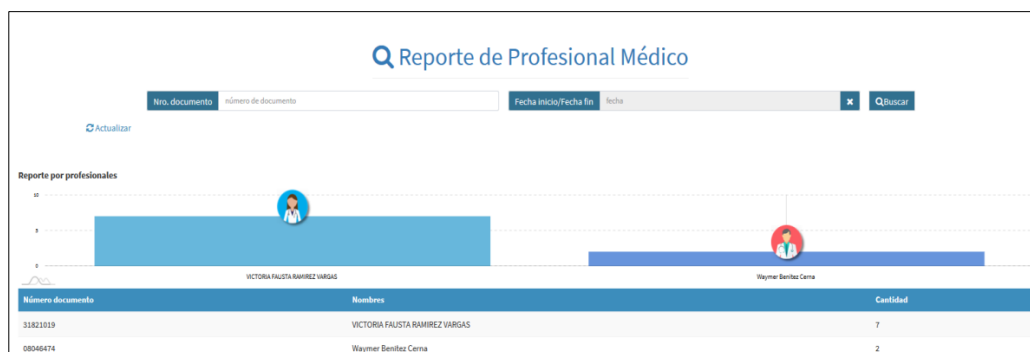 Reporte de Profesional Médico
Nro. documento número de documento Fecha inicio/Fecha fin fecha Buscar
Actualizar
Reporte por profesionales
10
5
0
VICTORIA FAUSTA RAMIREZ VARGAS Waymer Benitez Cerna
Número documento Nombres Cantidad
31821019 VICTORIA FAUSTA RAMIREZ VARGAS 7
08046474 Waymer Benitez Cerna 2